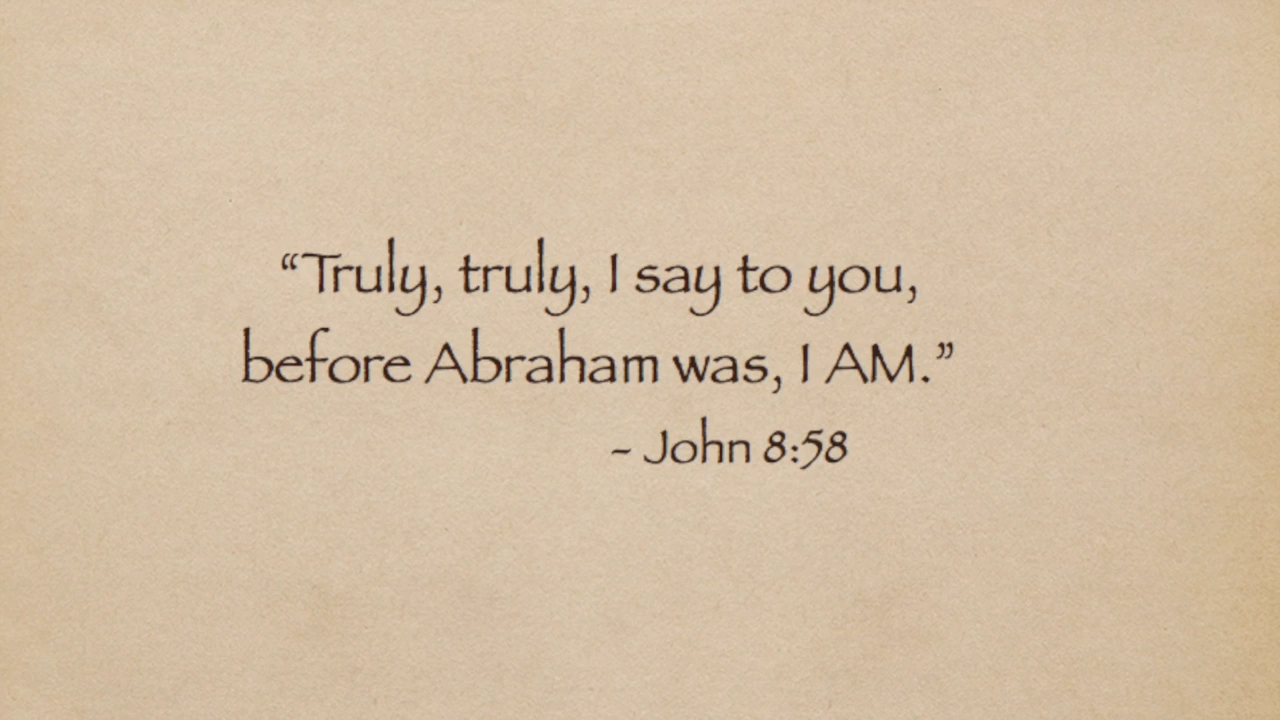 “Truly, truly, I say to you,
before Abraham was, I AM.”
- John 8:58